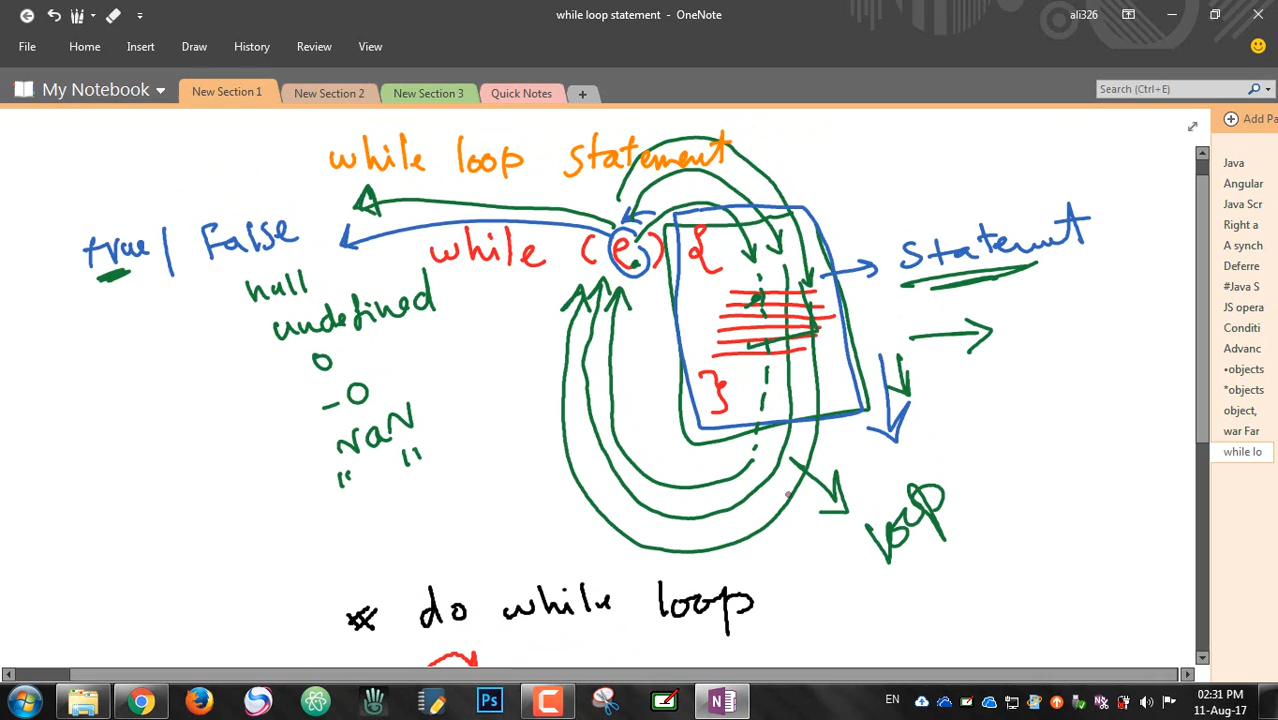 while loop statement - OneNote
ali326
File Home Insert Draw History Review View
My Notebook
New Section 1
New Section 2
New Section 3
Quick Notes
+
Search (Ctrl+E)
Add Pa
Java
Angular
Java Scr
Right a
A synch
Deferre
#Java S
JS opera
Conditi
Advanc
•objects
*objects
object,
war Far
while lo
while loop statement
true / False
while (e) {
statement
null
undefined
0
-0
NaN
" "
}
loop
* do while loop
Ps
EN
02:31 PM
11-Aug-17